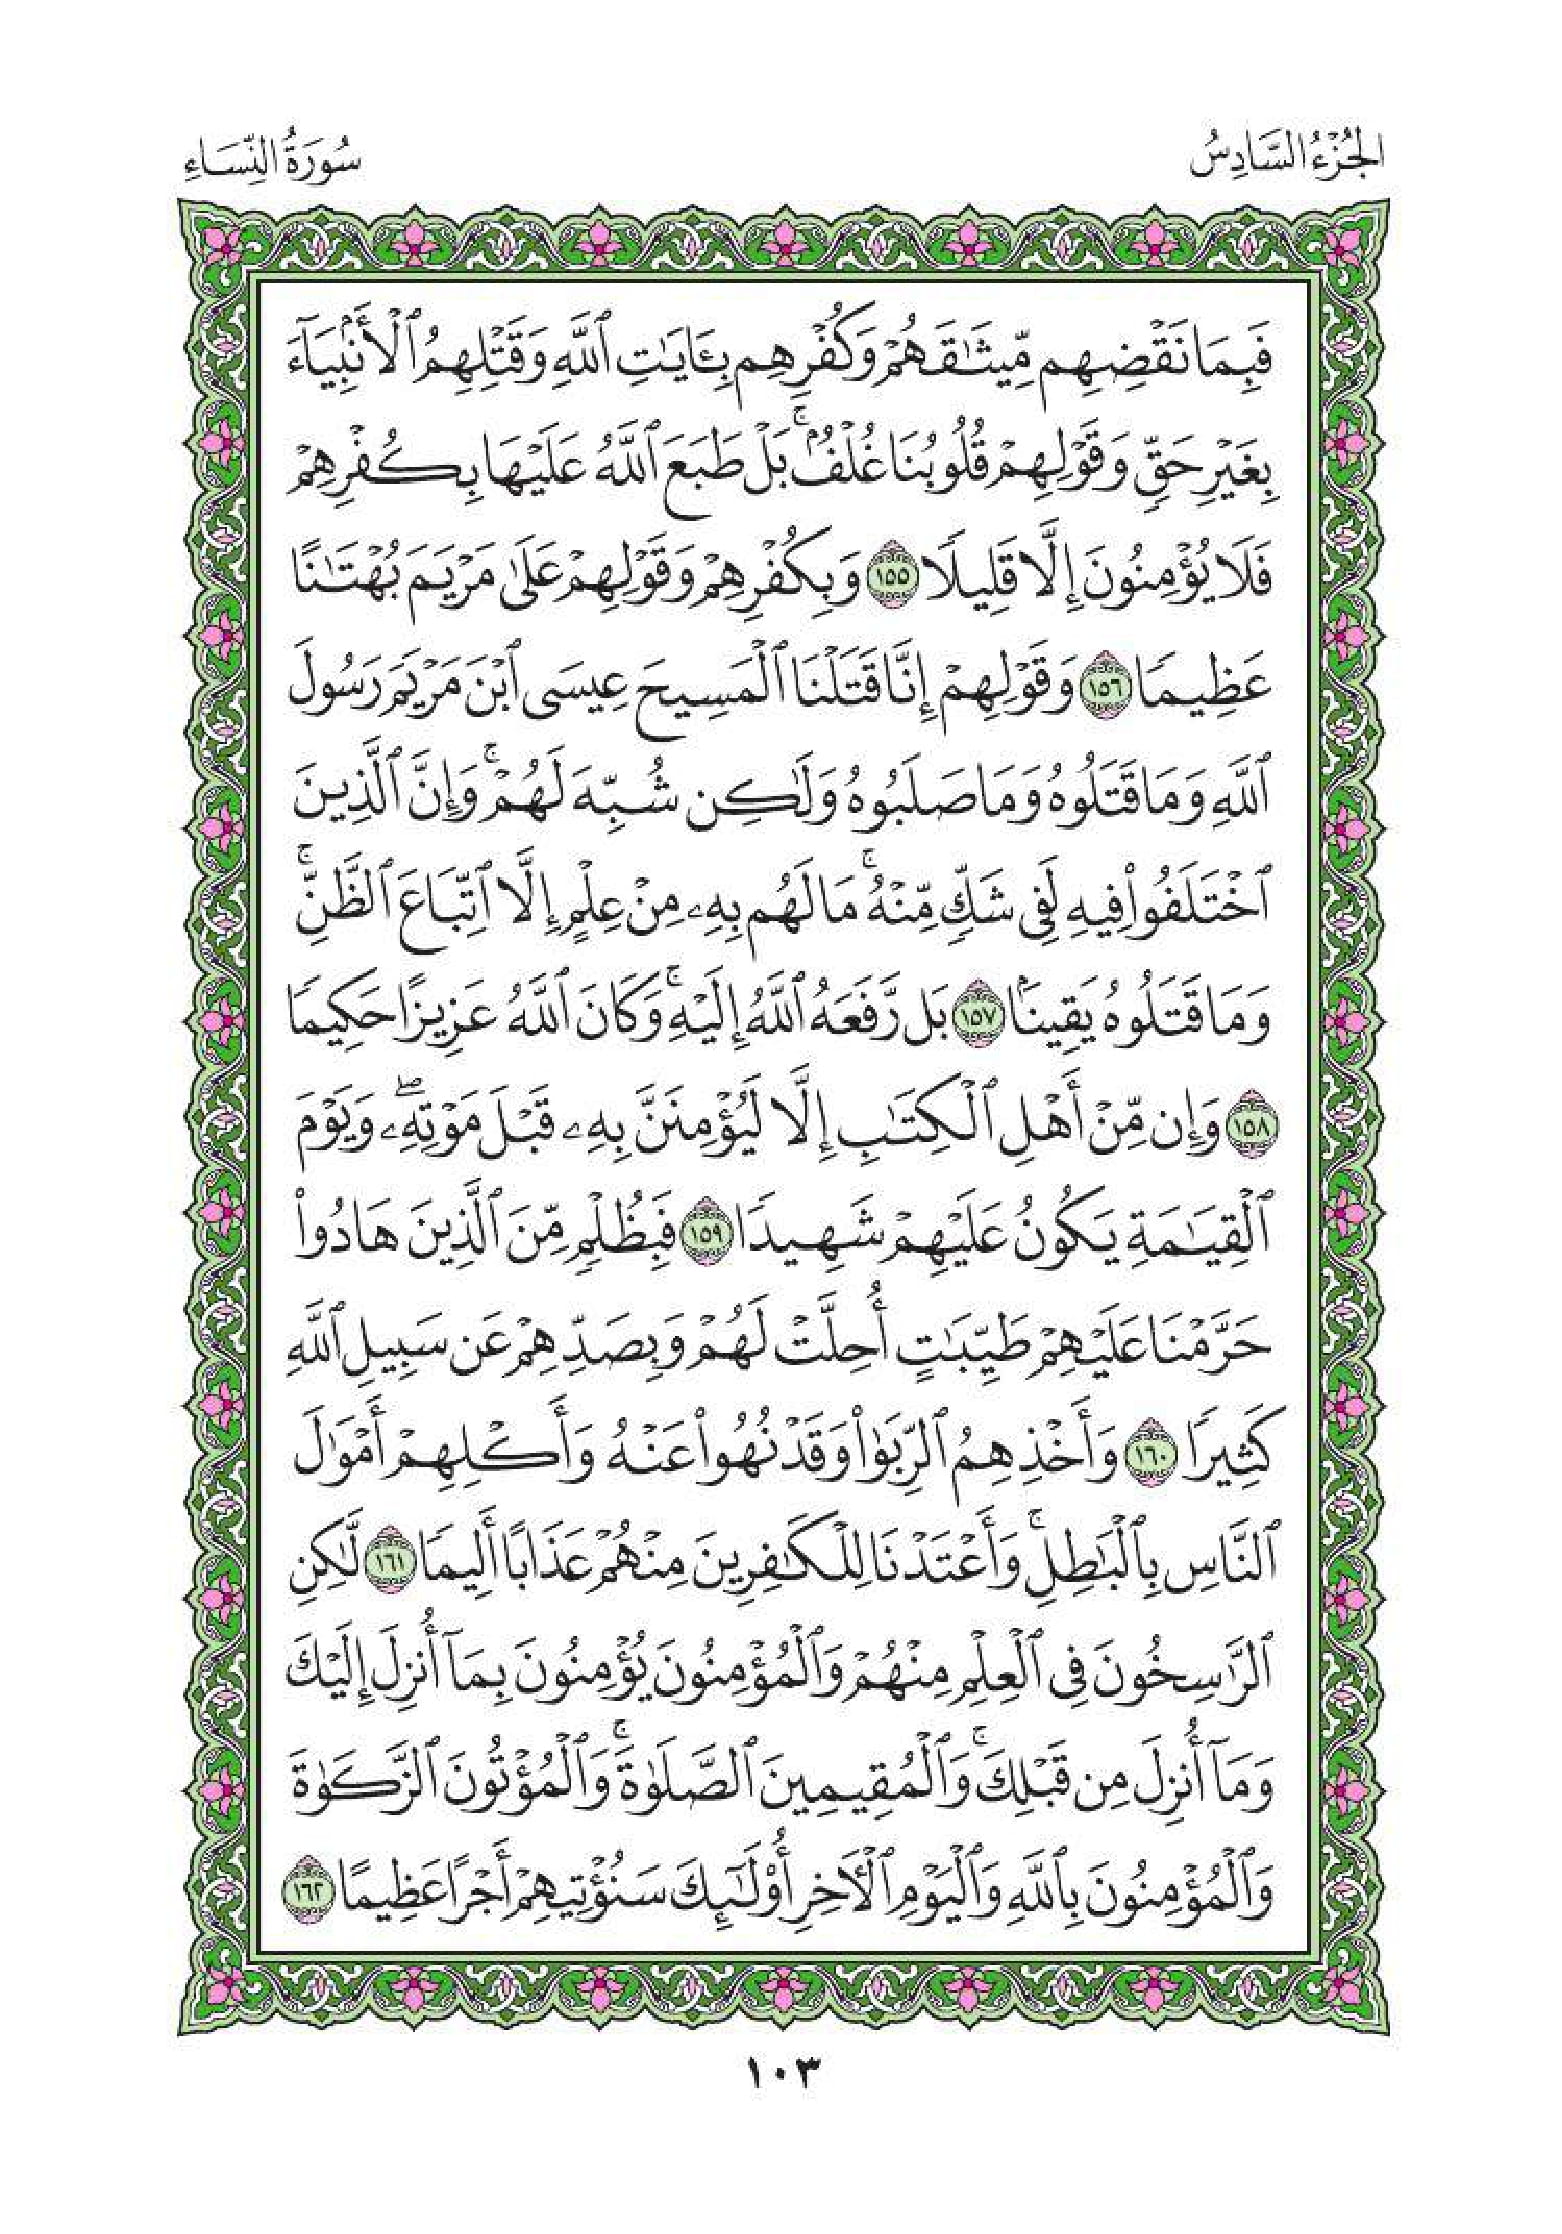 الجُزْءُ السَّادِسُ
سُورَةُ النِّسَاءِ
فَبِمَا نَقْضِهِم مِّيثَـٰقَهُمْ وَكُفْرِهِم بِـَٔايَـٰتِ ٱللَّهِ وَقَتْلِهِمُ ٱلْأَنۢبِيَآءَ
بِغَيْرِ حَقٍّ وَقَوْلِهِمْ قُلُوبُنَا غُلْفٌۢ ۚ بَلْ طَبَعَ ٱللَّهُ عَلَيْهَا بِكُفْرِهِمْ
فَلَا يُؤْمِنُونَ إِلَّا قَلِيلًا ١٥٥ وَبِكُفْرِهِمْ وَقَوْلِهِمْ عَلَىٰ مَرْيَمَ بُهْتَـٰنًا
عَظِيمًا ١٥٦ وَقَوْلِهِمْ إِنَّا قَتَلْنَا ٱلْمَسِيحَ عِيسَى ٱبْنَ مَرْيَمَ رَسُولَ
ٱللَّهِ وَمَا قَتَلُوهُ وَمَا صَلَبُوهُ وَلَـٰكِن شُبِّهَ لَهُمْ ۚ وَإِنَّ ٱلَّذِينَ
ٱخْتَلَفُوا۟ فِيهِ لَفِى شَكٍّ مِّنْهُ ۚ مَا لَهُم بِهِۦ مِنْ عِلْمٍ إِلَّا ٱتِّبَاعَ ٱلظَّنِّ ۚ
وَمَا قَتَلُوهُ يَقِينًۢا ١٥٧ بَل رَّفَعَهُ ٱللَّهُ إِلَيْهِ ۚ وَكَانَ ٱللَّهُ عَزِيزًا حَكِيمًا
١٥٨ وَإِن مِّنْ أَهْلِ ٱلْكِتَـٰبِ إِلَّا لَيُؤْمِنَنَّ بِهِۦ قَبْلَ مَوْتِهِۦ ۖ وَيَوْمَ
ٱلْقِيَـٰمَةِ يَكُونُ عَلَيْهِمْ شَهِيدًا ١٥٩ فَبِظُلْمٍ مِّنَ ٱلَّذِينَ هَادُوا۟
حَرَّمْنَا عَلَيْهِمْ طَيِّبَـٰتٍ أُحِلَّتْ لَهُمْ وَبِصَدِّهِمْ عَن سَبِيلِ ٱللَّهِ
كَثِيرًا ١٦٠ وَأَخْذِهِمُ ٱلرِّبَوٰا۟ وَقَدْ نُهُوا۟ عَنْهُ وَأَكْلِهِمْ أَمْوَٰلَ
ٱلنَّاسِ بِٱلْبَـٰطِلِ ۚ وَأَعْتَدْنَا لِلْكَـٰفِرِينَ مِنْهُمْ عَذَابًا أَلِيمًا ١٦١ لَّـٰكِنِ
ٱلرَّٰسِخُونَ فِى ٱلْعِلْمِ مِنْهُمْ وَٱلْمُؤْمِنُونَ يُؤْمِنُونَ بِمَآ أُنزِلَ إِلَيْكَ
وَمَآ أُنزِلَ مِن قَبْلِكَ ۚ وَٱلْمُقِيمِينَ ٱلصَّلَوٰةَ ۚ وَٱلْمُؤْتُونَ ٱلزَّكَوٰةَ
وَٱلْمُؤْمِنُونَ بِٱللَّهِ وَٱلْيَوْمِ ٱلْـَٔاخِرِ أُو۟لَـٰٓئِكَ سَنُؤْتِيهِمْ أَجْرًا عَظِيمًا ١٦٢
١٠٣